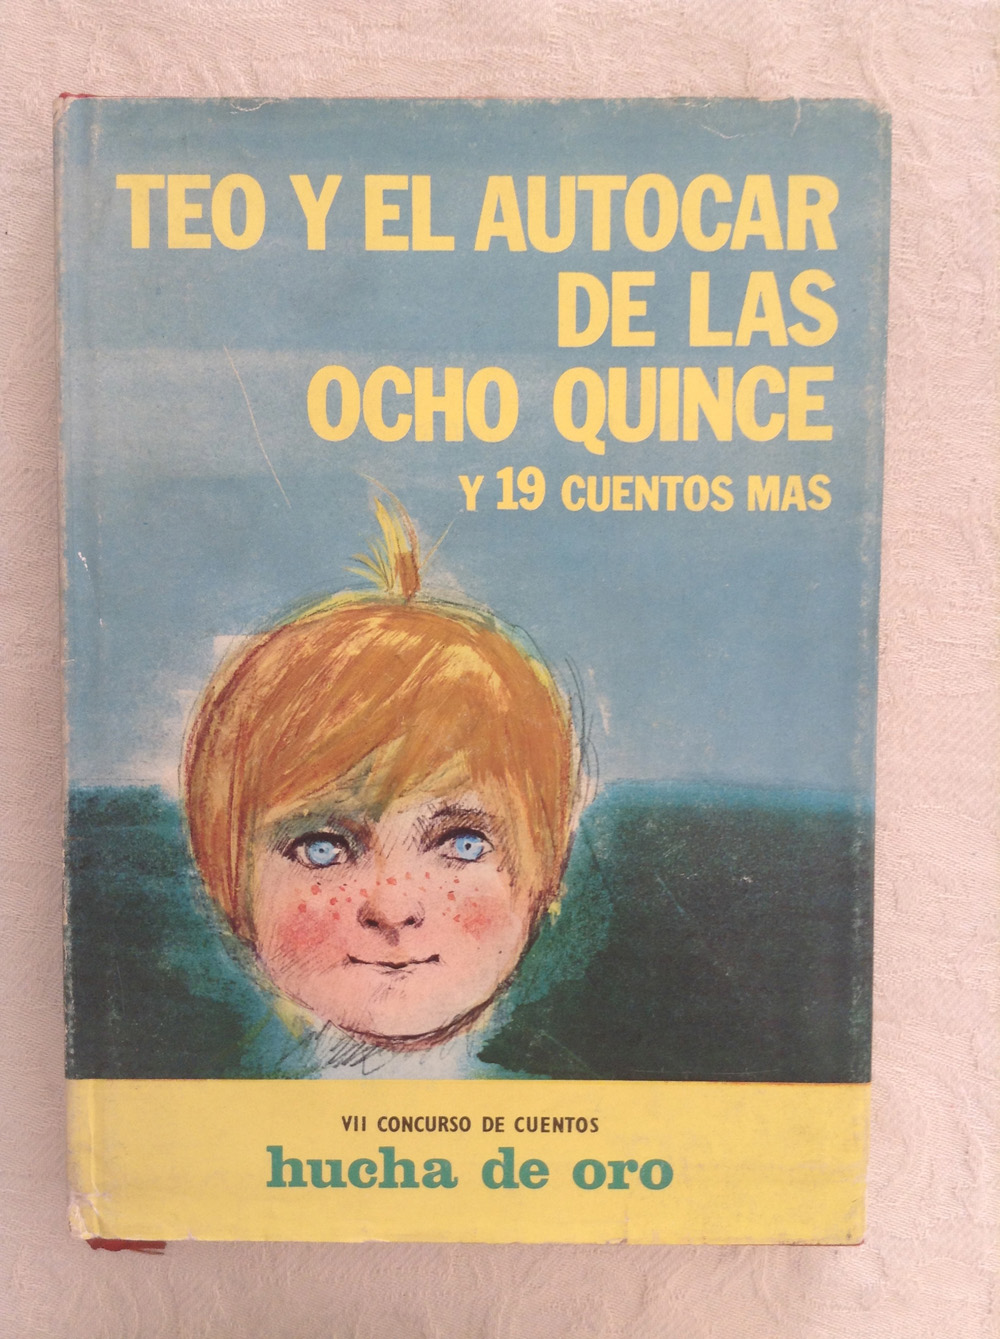 TEO Y EL AUTOCAR
DE LAS
OCHO QUINCE
Y 19 CUENTOS MAS
VII CONCURSO DE CUENTOS
hucha de oro